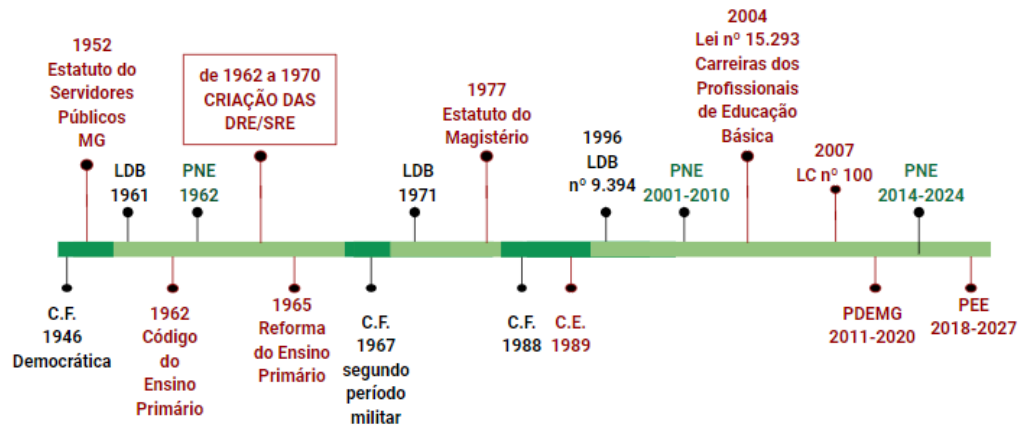 1952
Estatuto do
Servidores
Públicos
MG
LDB
1961
PNE
1962
de 1962 a 1970
CRIAÇÃO DAS
DRE/SRE
LDB
1971
1977
Estatuto do
Magistério
1996
LDB
nº 9.394
PNE
2001-2010
2004
Lei nº 15.293
Carreiras dos
Profissionais
de Educação
Básica
2007
LC nº 100
PNE
2014-2024
C.F.
1946
Democrática
1962
Código
do
Ensino
Primário
1965
Reforma
do Ensino
Primário
C.F.
1967
segundo
período
militar
C.F.
1988
C.E.
1989
PDEMG
2011-2020
PEE
2018-2027